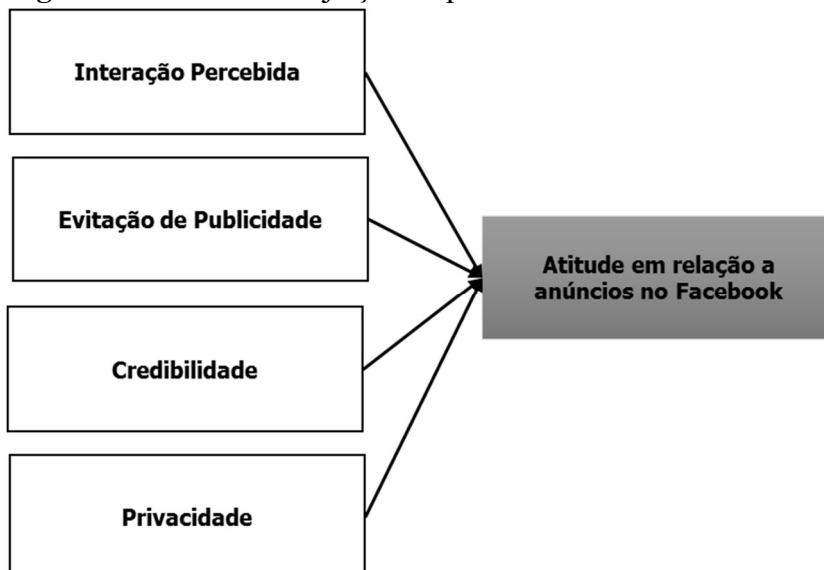 Interação Percebida
Evitação de Publicidade
Atitude em relação a
anúncios no Facebook
Credibilidade
Privacidade